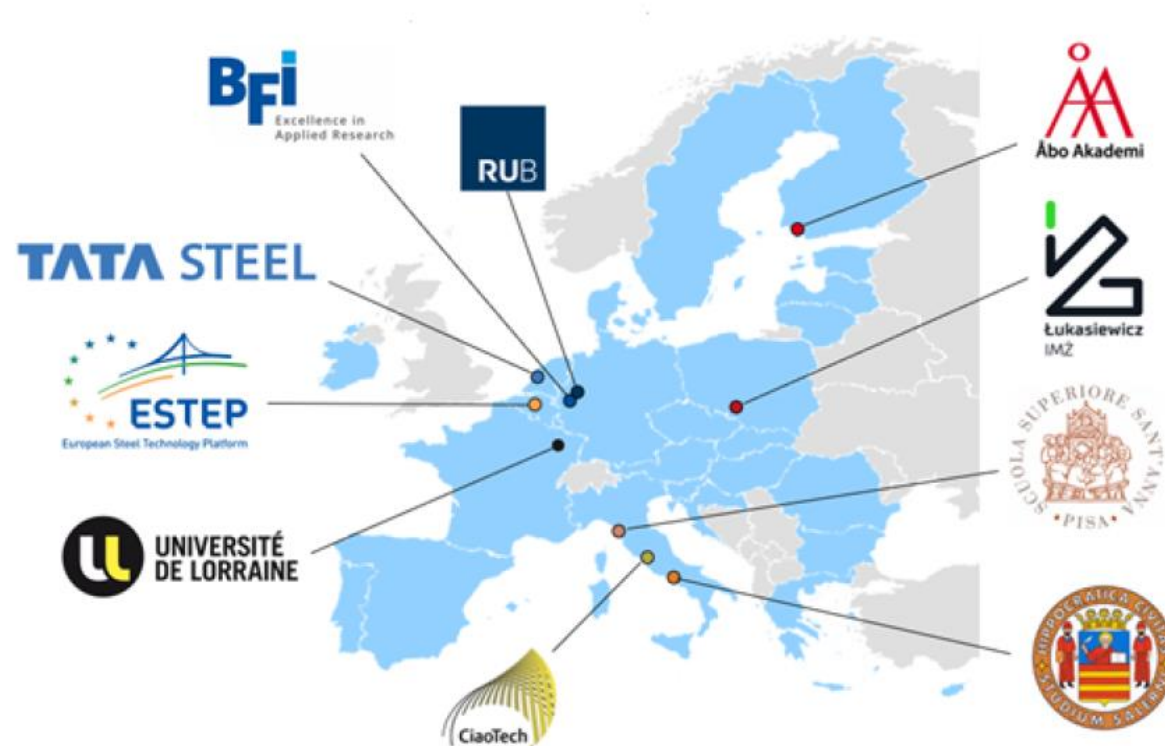 BFi
Excellence in
Applied Research
RUB
Åbo Akademi
TATA STEEL
Łukasiewicz
IMŻ
ESTEP
European Steel Technology Platform
SCUOLA SUPERIORE SANT'ANNA
•PISA•
UNIVERSITÉ
DE LORRAINE
CiaoTech
HIPPOCRATICA CIVITAS
STUDIUM SALERNI